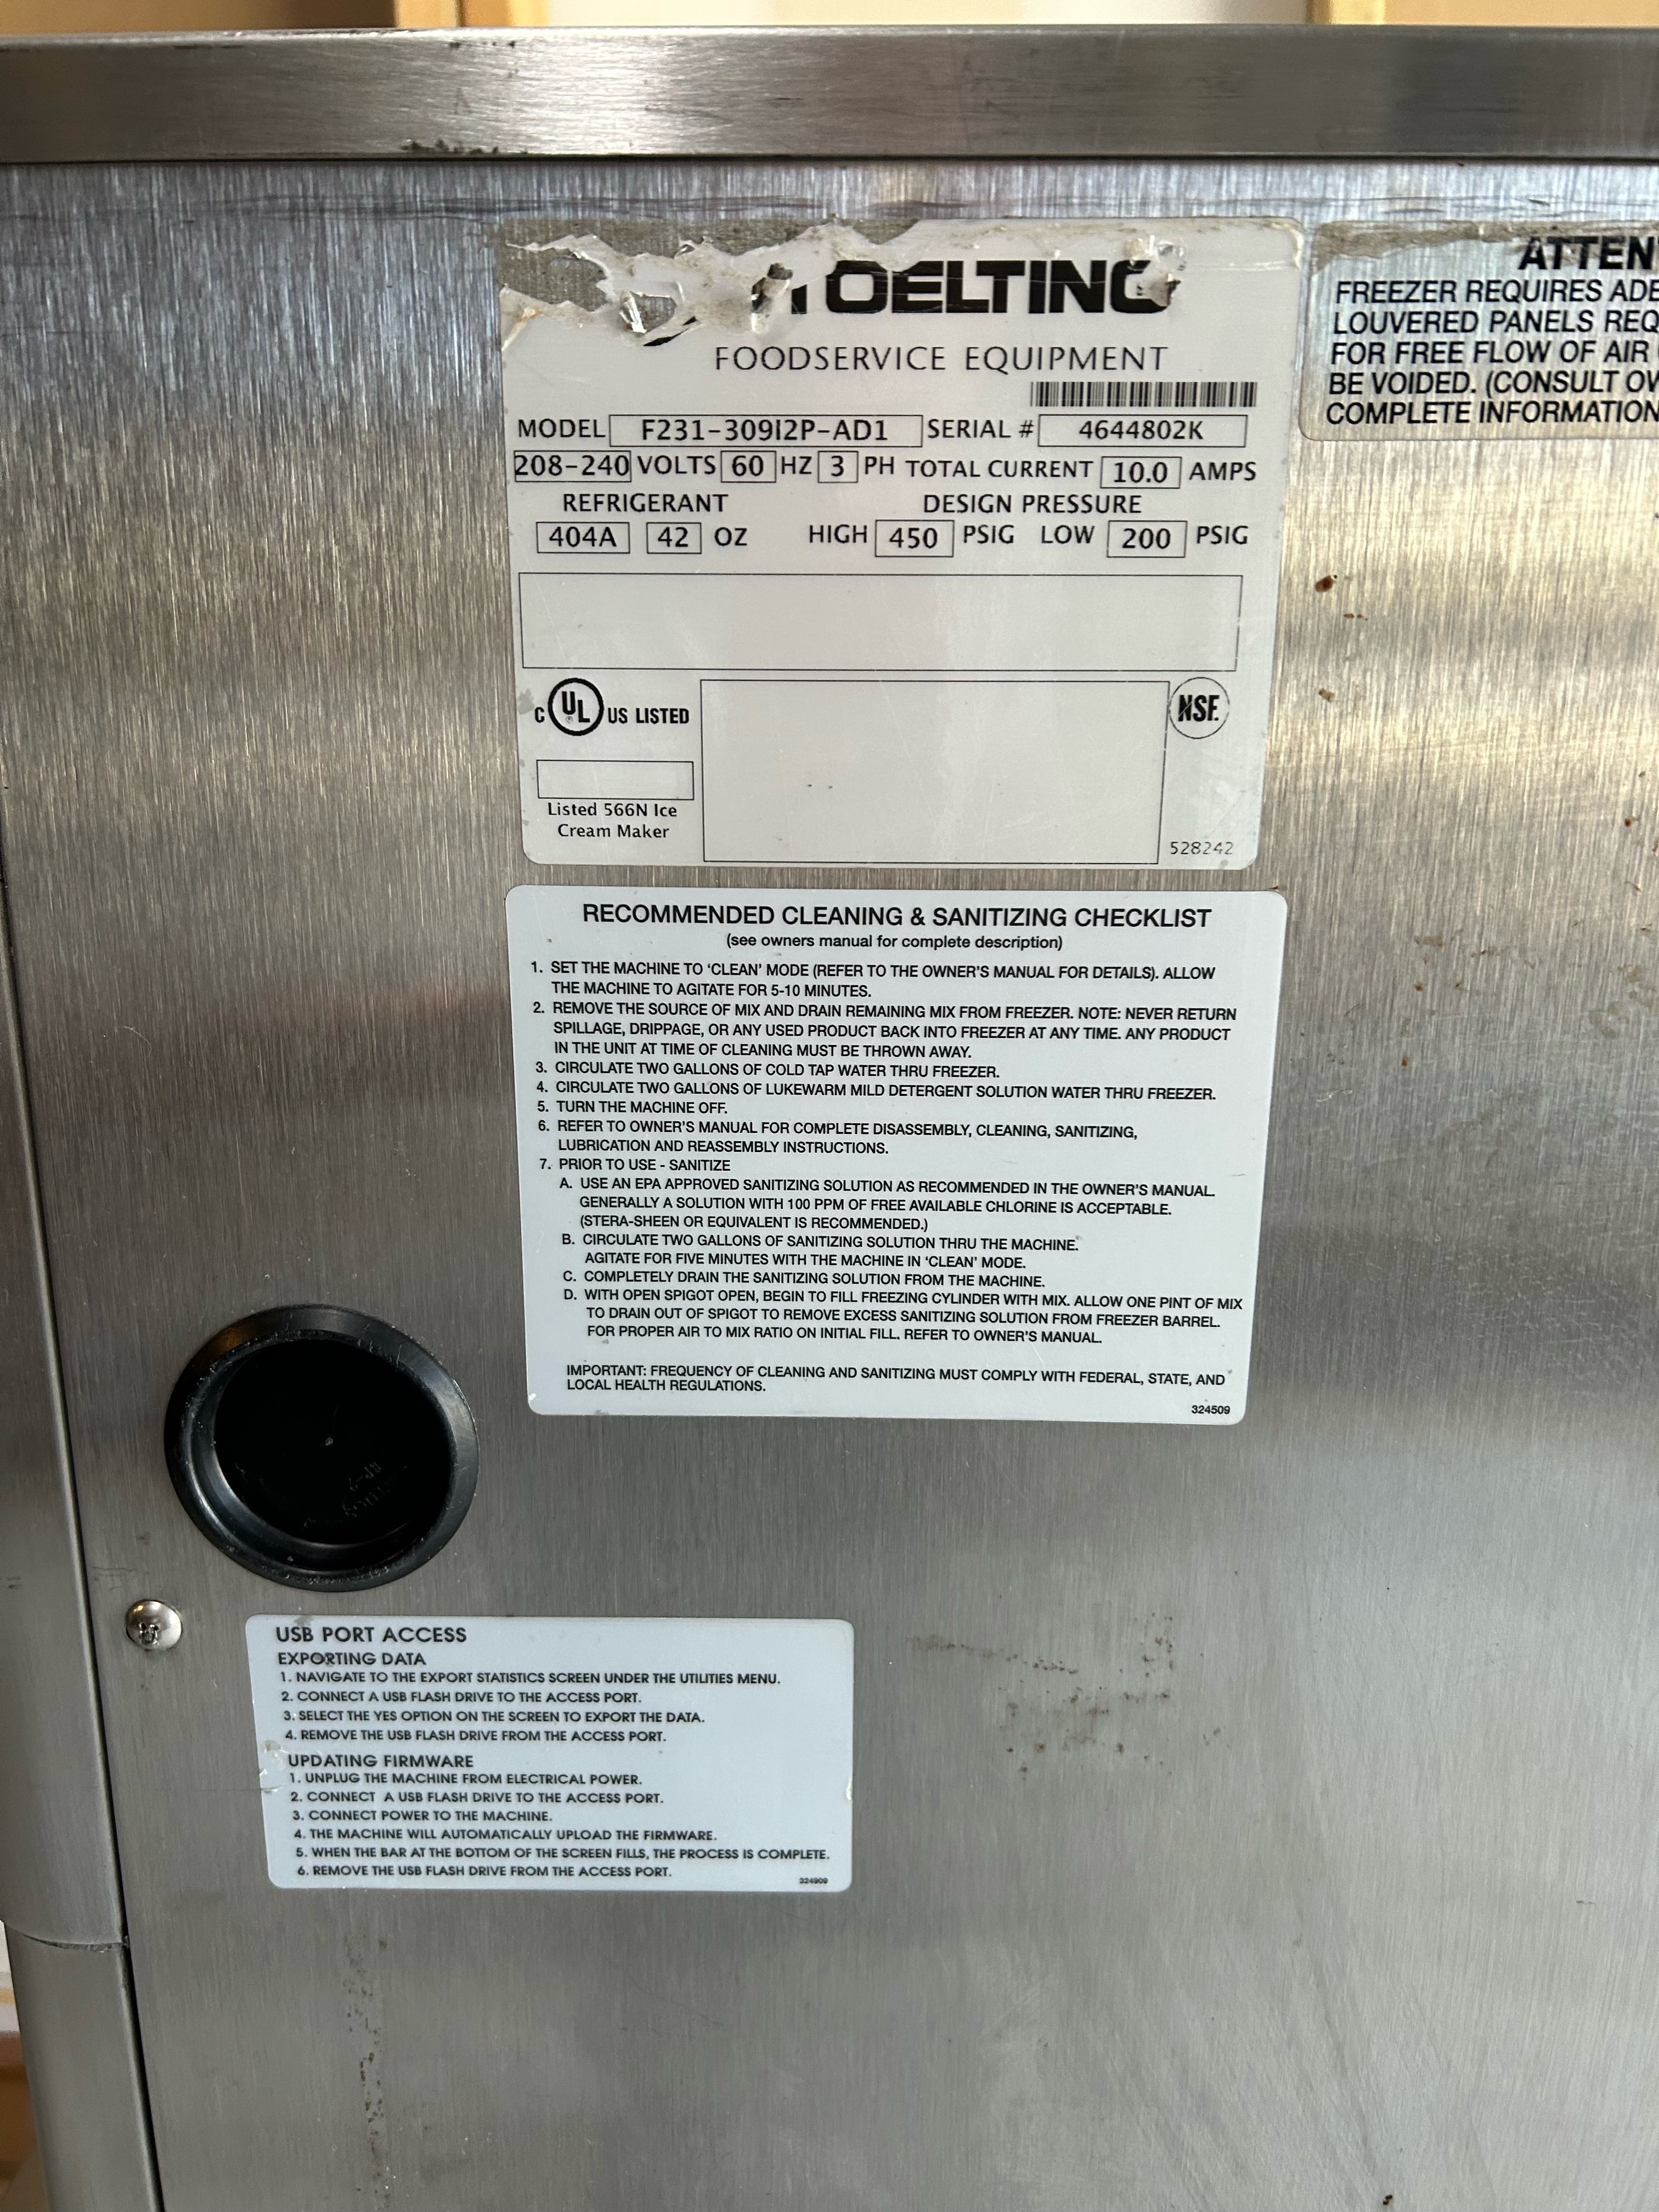 TOELTING
FOODSERVICE EQUIPMENT
MODEL F231-309I2P-AD1 SERIAL # 4644802K
208-240 VOLTS 60 HZ 3 PH TOTAL CURRENT 10.0 AMPS
REFRIGERANT DESIGN PRESSURE
404A 42 OZ HIGH 450 PSIG LOW 200 PSIG
C UL US LISTED
NSF.
Listed 566N Ice
Cream Maker
528242
ATTEN
FREEZER REQUIRES ADE
LOUVERED PANELS REQ
FOR FREE FLOW OF AIR
BE VOIDED. (CONSULT OW
COMPLETE INFORMATION
RECOMMENDED CLEANING & SANITIZING CHECKLIST
(see owners manual for complete description)
1. SET THE MACHINE TO ‘CLEAN’ MODE (REFER TO THE OWNER’S MANUAL FOR DETAILS). ALLOW
THE MACHINE TO AGITATE FOR 5-10 MINUTES.
2. REMOVE THE SOURCE OF MIX AND DRAIN REMAINING MIX FROM FREEZER. NOTE: NEVER RETURN
SPILLAGE, DRIPPAGE, OR ANY USED PRODUCT BACK INTO FREEZER AT ANY TIME. ANY PRODUCT
IN THE UNIT AT TIME OF CLEANING MUST BE THROWN AWAY.
3. CIRCULATE TWO GALLONS OF COLD TAP WATER THRU FREEZER.
4. CIRCULATE TWO GALLONS OF LUKEWARM MILD DETERGENT SOLUTION WATER THRU FREEZER.
5. TURN THE MACHINE OFF.
6. REFER TO OWNER’S MANUAL FOR COMPLETE DISASSEMBLY, CLEANING, SANITIZING,
LUBRICATION AND REASSEMBLY INSTRUCTIONS.
7. PRIOR TO USE - SANITIZE
A. USE AN EPA APPROVED SANITIZING SOLUTION AS RECOMMENDED IN THE OWNER’S MANUAL.
GENERALLY A SOLUTION WITH 100 PPM OF FREE AVAILABLE CHLORINE IS ACCEPTABLE.
(STERA-SHEEN OR EQUIVALENT IS RECOMMENDED.)
B. CIRCULATE TWO GALLONS OF SANITIZING SOLUTION THRU THE MACHINE.
AGITATE FOR FIVE MINUTES WITH THE MACHINE IN ‘CLEAN’ MODE.
C. COMPLETELY DRAIN THE SANITIZING SOLUTION FROM THE MACHINE.
D. WITH OPEN SPIGOT OPEN, BEGIN TO FILL FREEZING CYLINDER WITH MIX. ALLOW ONE PINT OF MIX
TO DRAIN OUT OF SPIGOT TO REMOVE EXCESS SANITIZING SOLUTION FROM FREEZER BARREL.
FOR PROPER AIR TO MIX RATIO ON INITIAL FILL. REFER TO OWNER’S MANUAL.
IMPORTANT: FREQUENCY OF CLEANING AND SANITIZING MUST COMPLY WITH FEDERAL, STATE, AND
LOCAL HEALTH REGULATIONS.
324509
USB PORT ACCESS
EXPORTING DATA
1. NAVIGATE TO THE EXPORT STATISTICS SCREEN UNDER THE UTILITIES MENU.
2. CONNECT A USB FLASH DRIVE TO THE ACCESS PORT.
3. SELECT THE YES OPTION ON THE SCREEN TO EXPORT THE DATA.
4. REMOVE THE USB FLASH DRIVE FROM THE ACCESS PORT.
UPDATING FIRMWARE
1. UNPLUG THE MACHINE FROM ELECTRICAL POWER.
2. CONNECT A USB FLASH DRIVE TO THE ACCESS PORT.
3. CONNECT POWER TO THE MACHINE.
4. THE MACHINE WILL AUTOMATICALLY UPLOAD THE FIRMWARE.
5. WHEN THE BAR AT THE BOTTOM OF THE SCREEN FILLS, THE PROCESS IS COMPLETE.
6. REMOVE THE USB FLASH DRIVE FROM THE ACCESS PORT.
324909